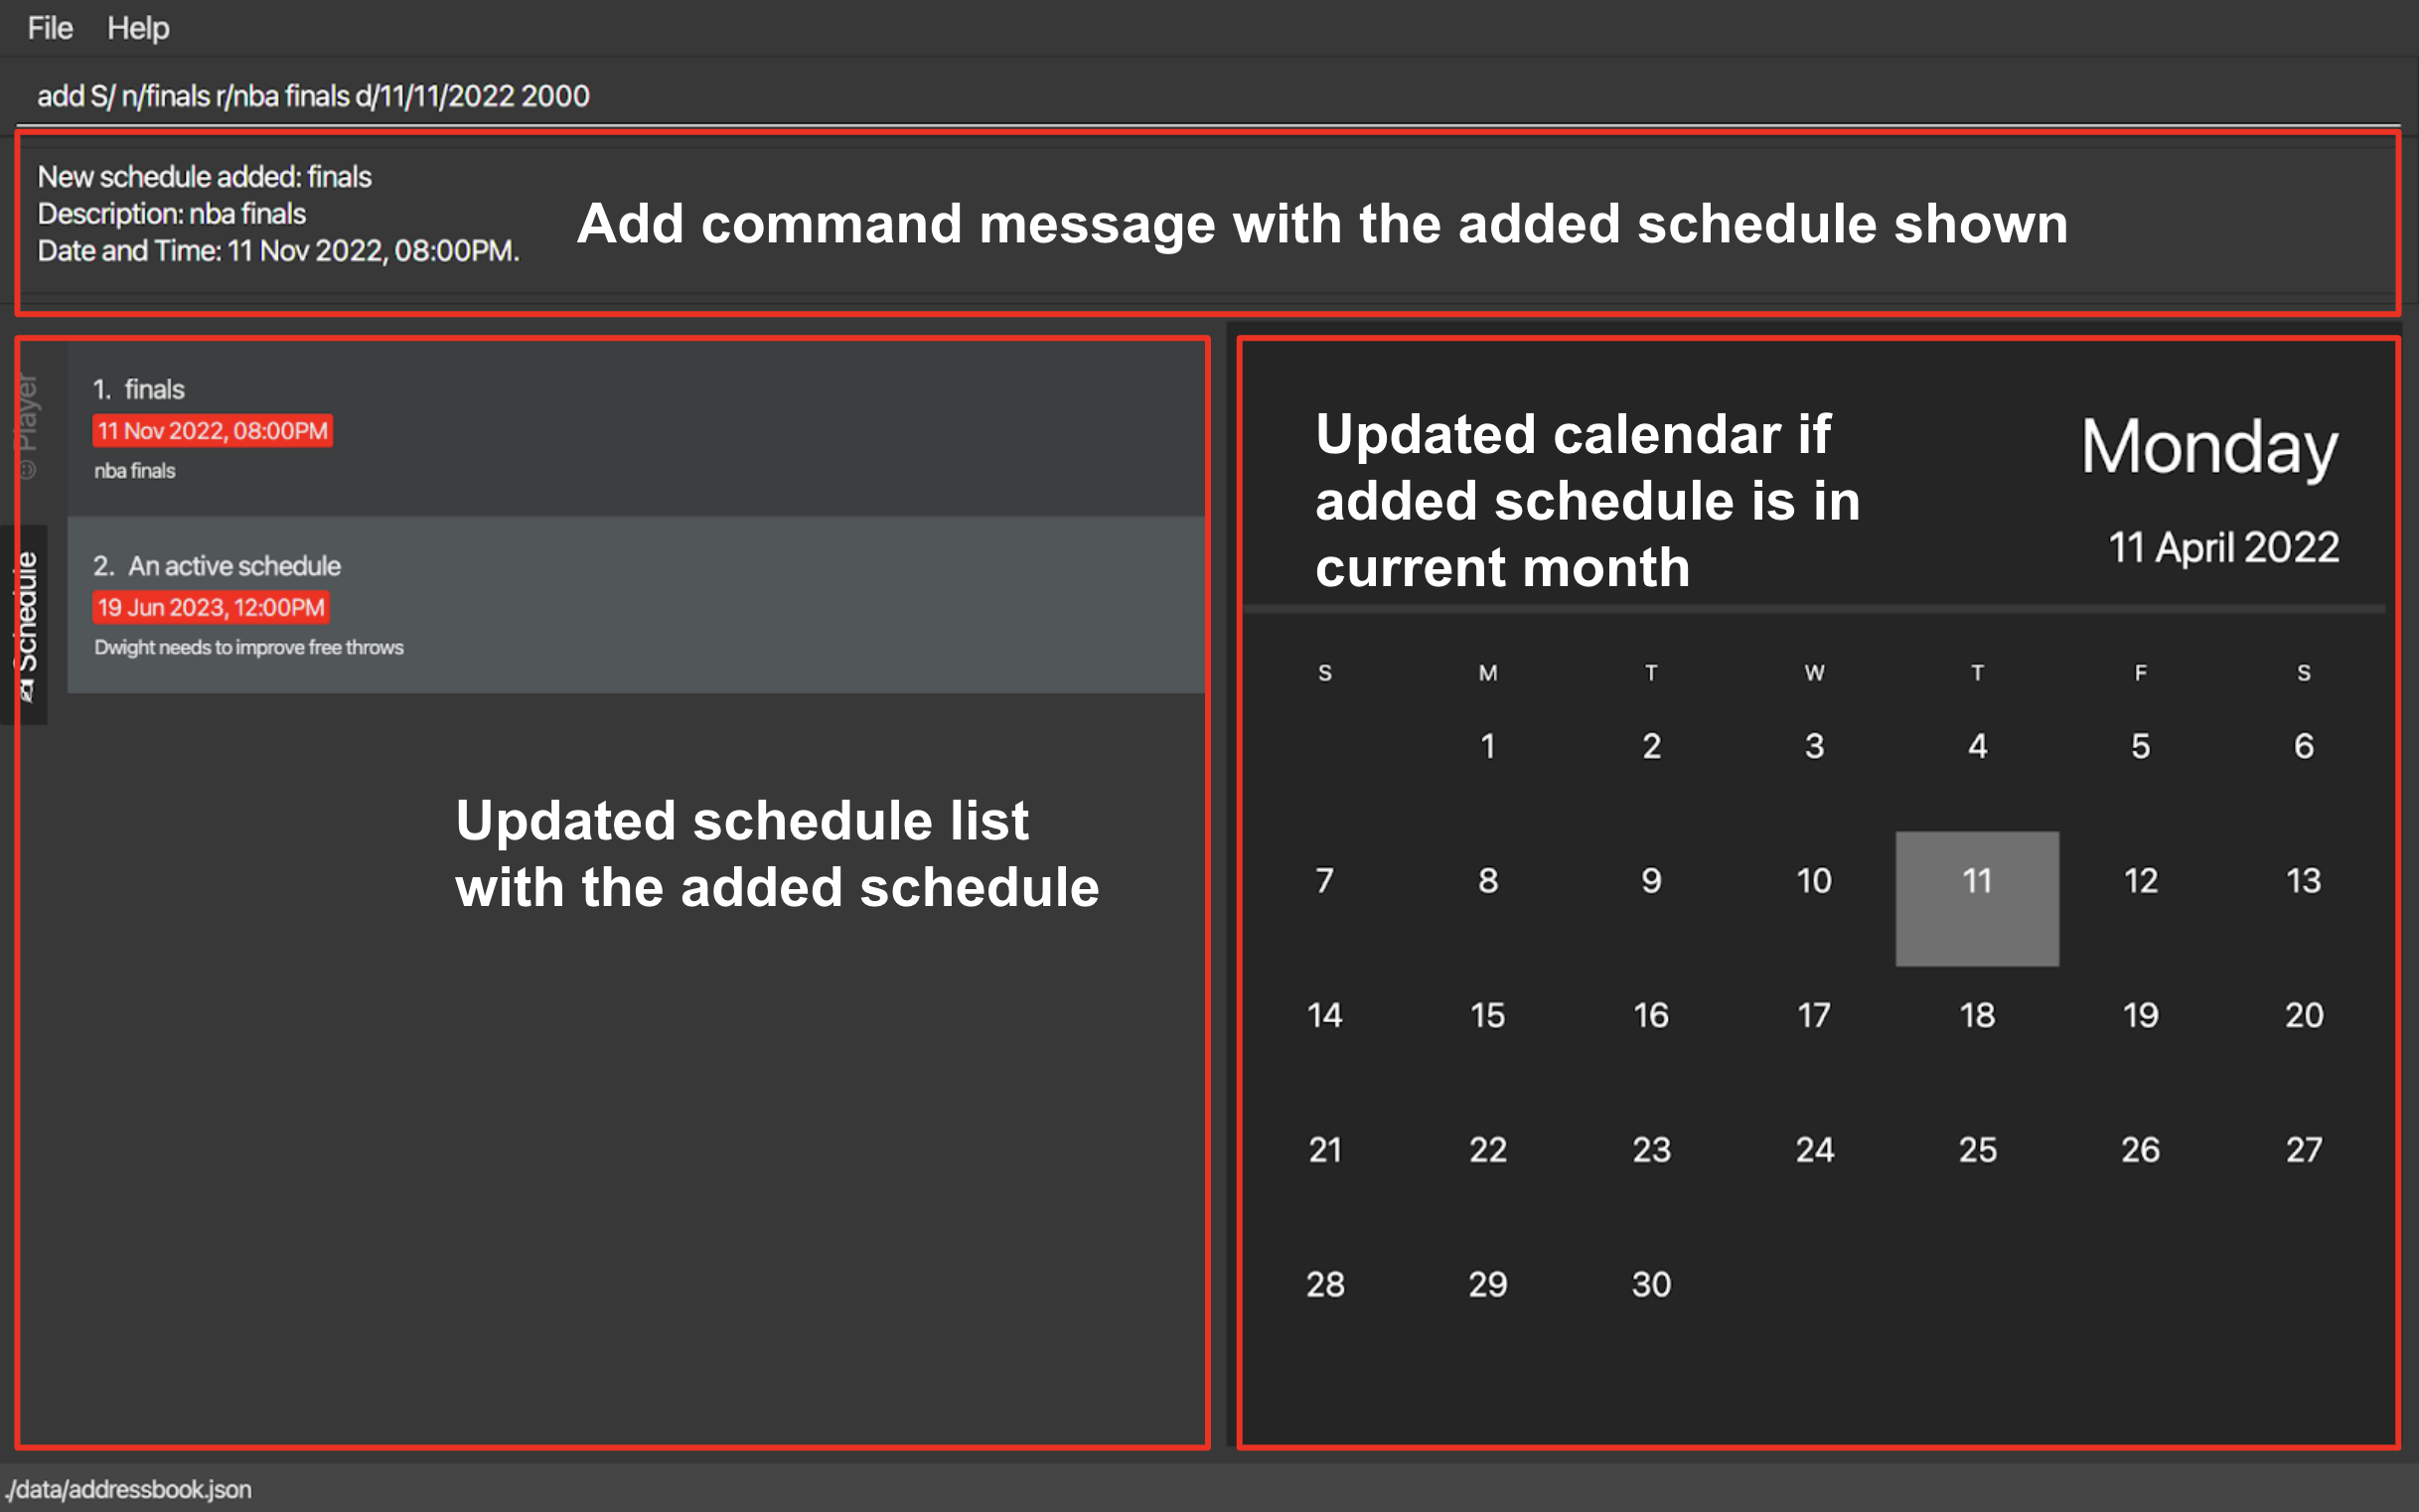 File Help
add S/ n/finals r/nba finals d/11/11/2022 2000
New schedule added: finals
Description: nba finals
Date and Time: 11 Nov 2022, 08:00PM.
Add command message with the added schedule shown
Player
Schedule
1. finals
11 Nov 2022, 08:00PM
nba finals
2. An active schedule
19 Jun 2023, 12:00PM
Dwight needs to improve free throws
Updated schedule list
with the added schedule
Updated calendar if
added schedule is in
current month
Monday
11 April 2022
S M T W T F S
1 2 3 4 5 6
7 8 9 10 11 12 13
14 15 16 17 18 19 20
21 22 23 24 25 26 27
28 29 30
./data/addressbook.json